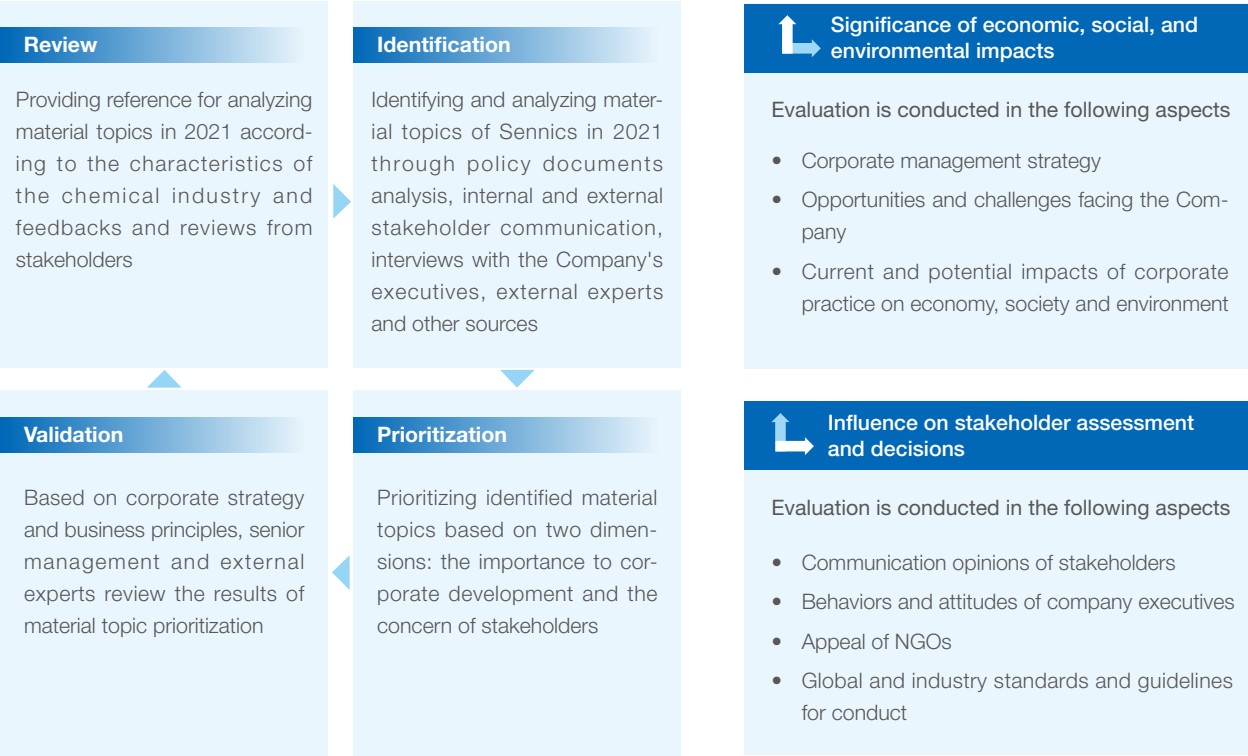 Review
Providing reference for analyzing
material topics in 2021 accord-
ing to the characteristics of
the chemical industry and
feedbacks and reviews from
stakeholders
Identification
Identifying and analyzing mater-
ial topics of Sennics in 2021
through policy documents
analysis, internal and external
stakeholder communication,
interviews with the Company's
executives, external experts
and other sources
Validation
Based on corporate strategy
and business principles, senior
management and external
experts review the results of
material topic prioritization
Prioritization
Prioritizing identified material
topics based on two dimen-
sions: the importance to cor-
porate development and the
concern of stakeholders
Significance of economic, social, and
environmental impacts
Evaluation is conducted in the following aspects
• Corporate management strategy
• Opportunities and challenges facing the Com-
pany
• Current and potential impacts of corporate
practice on economy, society and environment
Influence on stakeholder assessment
and decisions
Evaluation is conducted in the following aspects
• Communication opinions of stakeholders
• Behaviors and attitudes of company executives
• Appeal of NGOs
• Global and industry standards and guidelines
for conduct